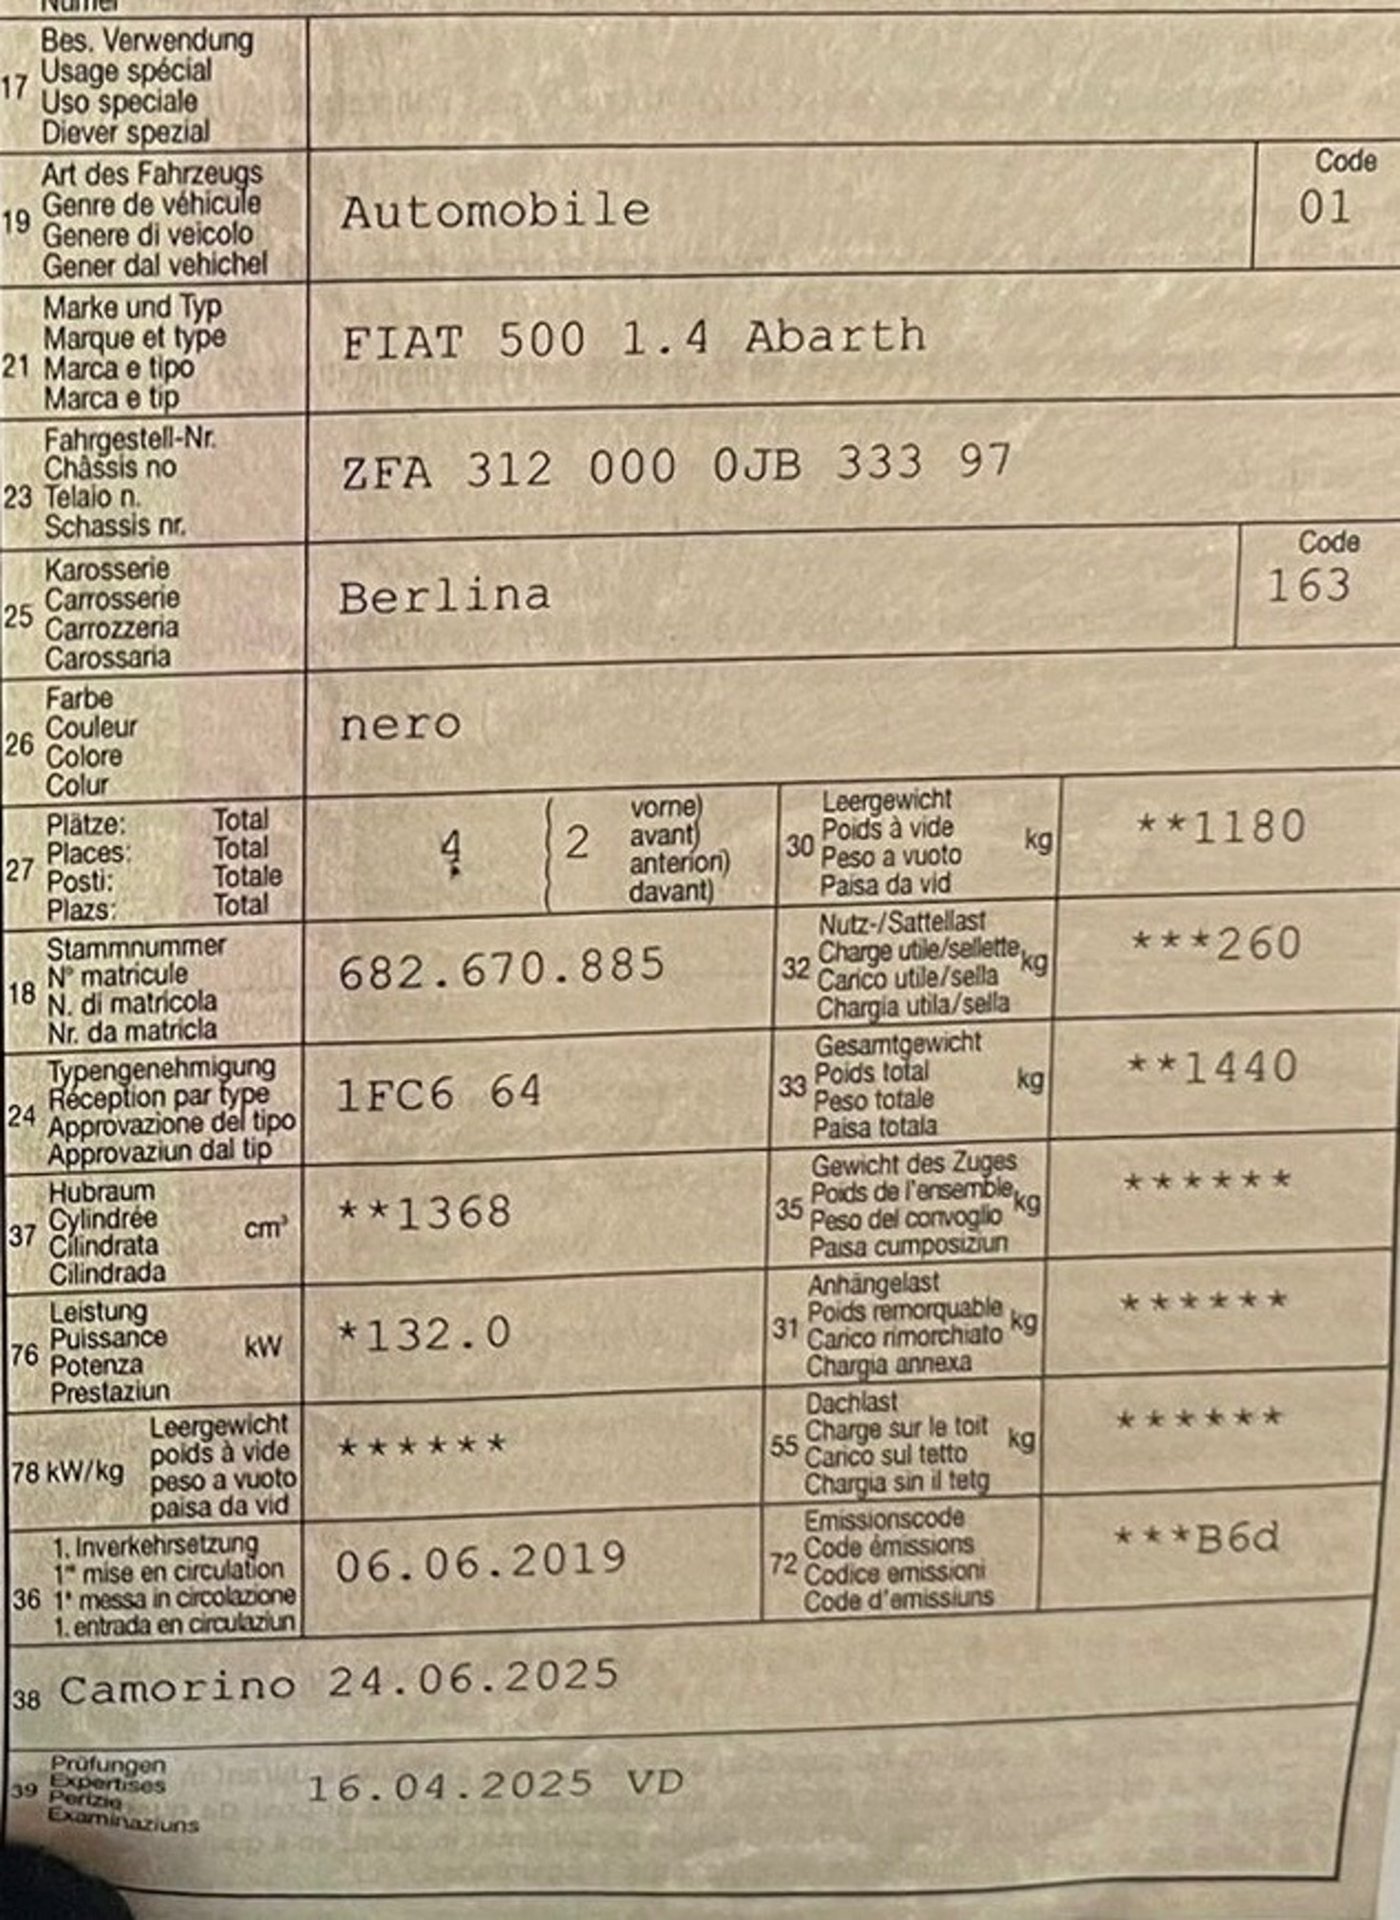 17
Bes. Verwendung
Usage spécial
Uso speciale
Diever spezial
19
Art des Fahrzeugs
Genre de véhicule
Genere di veicolo
Gener dal vehichel
Automobile
Code
01
21
Marke und Typ
Marque et type
Marca e tipo
Marca e tip
FIAT 500 1.4 Abarth
23
Fahrgestell-Nr.
Châssis no
Telaio n.
Schassis nr.
ZFA 312 000 0JB 333 97
25
Karosserie
Carrosserie
Carrozzeria
Carossaria
Berlina
Code
163
26
Farbe
Couleur
Colore
Colur
nero
27
Plätze: Total
Places: Total
Posti: Totale
Plazs: Total
4 ( 2
vorne)
avant)
anteriori)
davant)
30
Leergewicht
Poids à vide
Peso a vuoto
Paisa da vid
kg
**1180
18
Stammnummer
N° matricule
N. di matricola
Nr. da matricla
682.670.885
32
Nutz-/Sattellast
Charge utile/sellette
Carico utile/sella
Chargia utila/sella
kg
***260
24
Typengenehmigung
Réception par type
Approvazione del tipo
Approvaziun dal tip
1FC6 64
33
Gesamtgewicht
Poids total
Peso totale
Paisa totala
kg
**1440
37
Hubraum
Cylindrée
Cilindrata
Cilindrada
cm³
**1368
35
Gewicht des Zuges
Poids de l'ensemble
Peso del convoglio
Paisa cumposiziun
kg
******
76
Leistung
Puissance
Potenza
Prestaziun
kW
*132.0
31
Anhängelast
Poids remorquable
Carico rimorchiato
Chargia annexa
kg
******
78 kW/kg
Leergewicht
poids à vide
peso a vuoto
paisa da vid
******
55
Dachlast
Charge sur le toit
Carico sul tetto
Chargia sin il tetg
kg
******
36
1. Inverkehrsetzung
1re mise en circulation
1a messa in circolazione
1. entrada en circulaziun
06.06.2019
72
Emissionscode
Code émissions
Codice emissioni
Code d'emissiuns
***B6d
38 Camorino 24.06.2025
39
Prüfungen
Expertises
Perizie
Examinaziuns
16.04.2025 VD